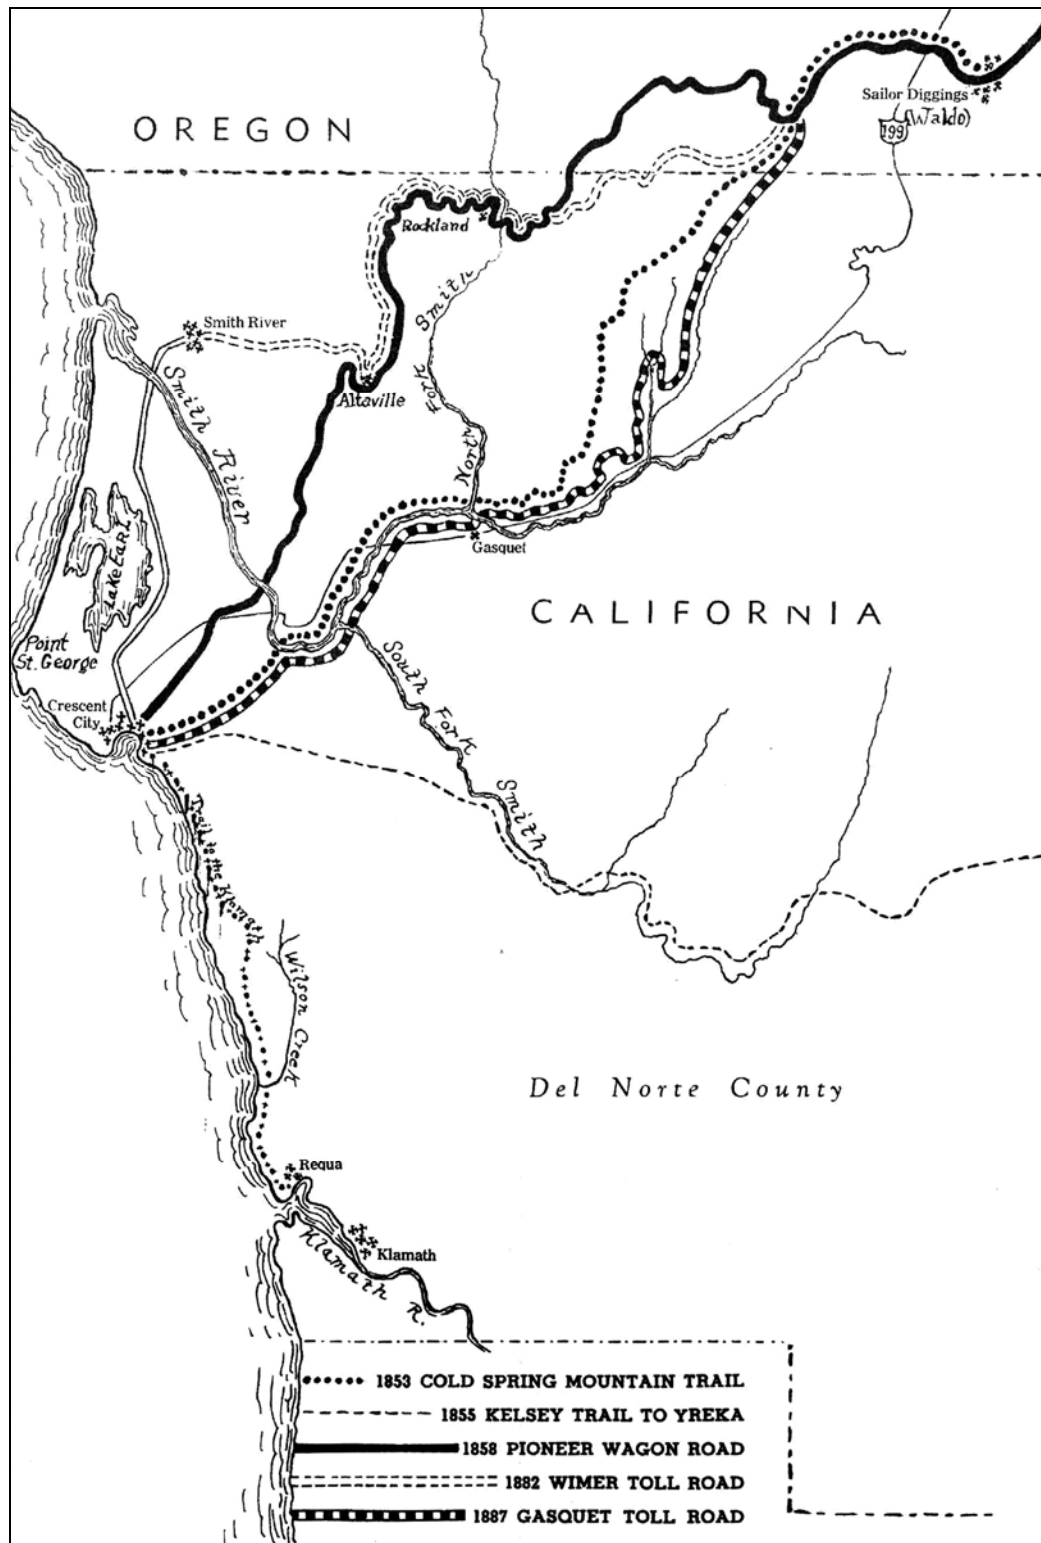 OREGON
Sailor Diggings
(Waldo)
199
Rockland
Smith River
Altaville
North Fork Smith
Smith River
Lake Earl
Gasquet
CALIFORNIA
Point
St. George
Crescent
City
South Fork Smith
Trail to the Klamath
Wilson Creek
Del Norte County
Requa
Klamath
Klamath R.
1853 COLD SPRING MOUNTAIN TRAIL
1855 KELSEY TRAIL TO YREKA
1858 PIONEER WAGON ROAD
1882 WIMER TOLL ROAD
1887 GASQUET TOLL ROAD